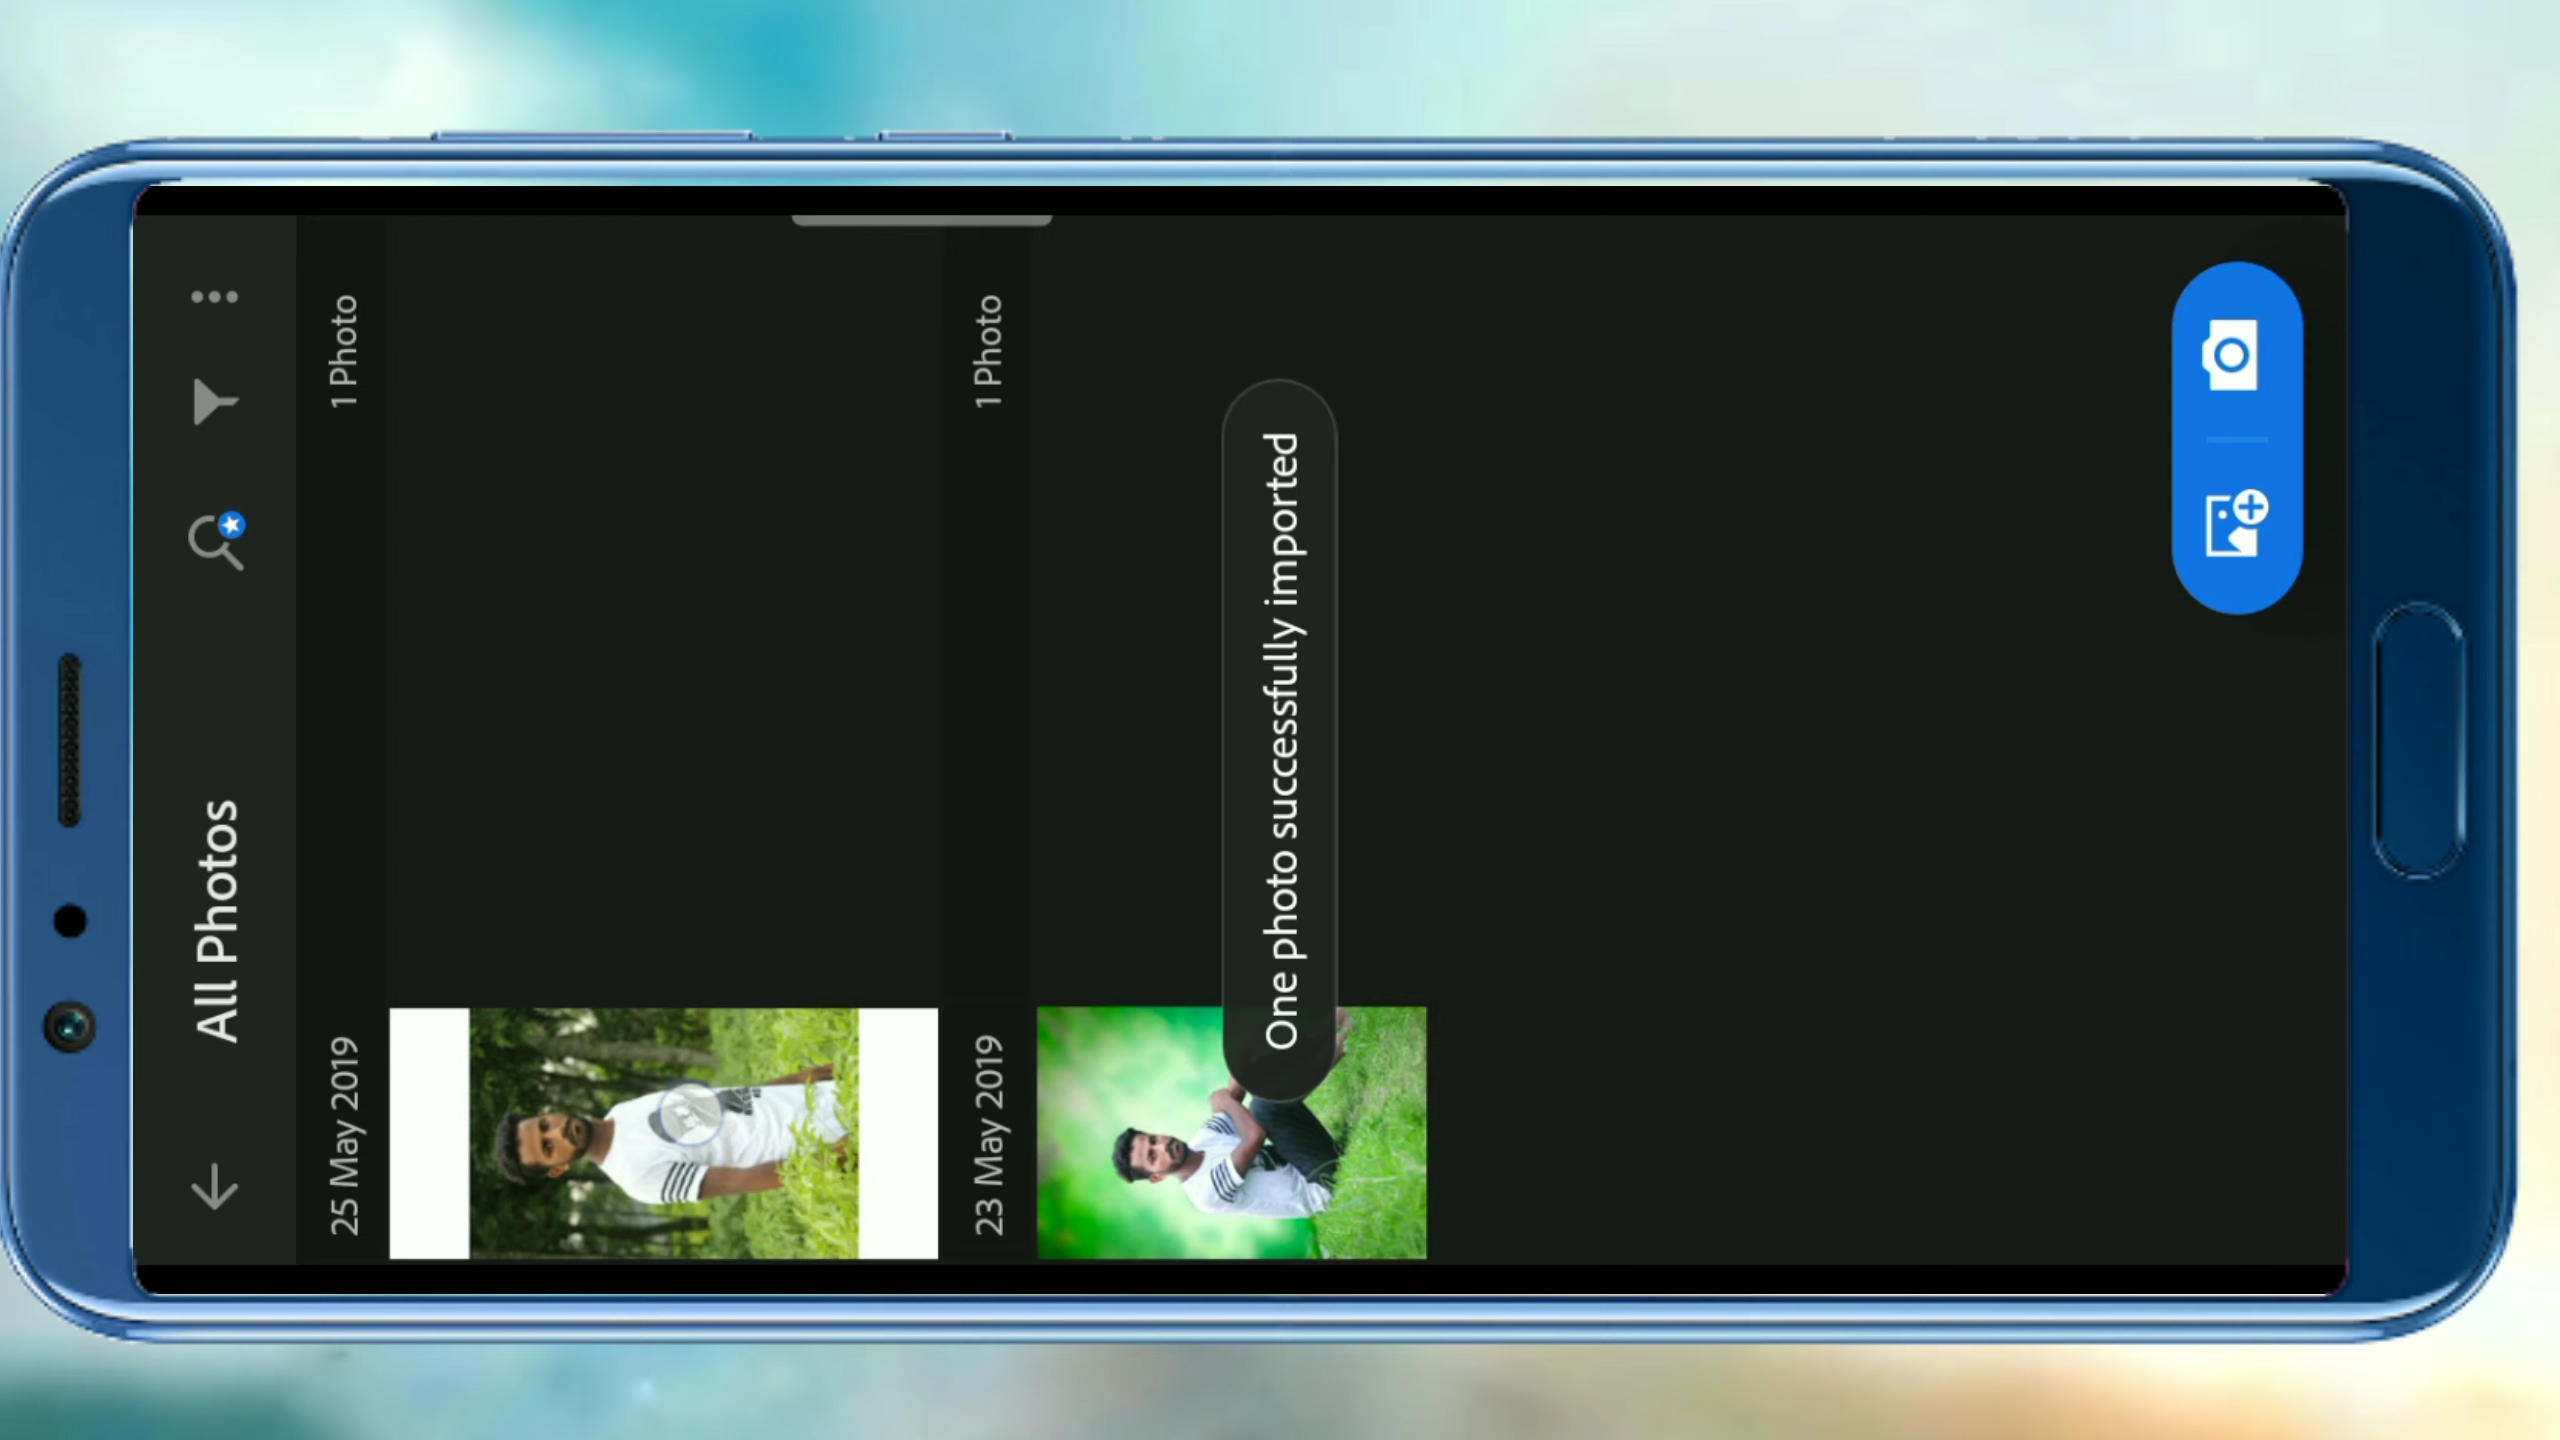 All Photos
25 May 2019
1 Photo
23 May 2019
1 Photo
One photo successfully imported